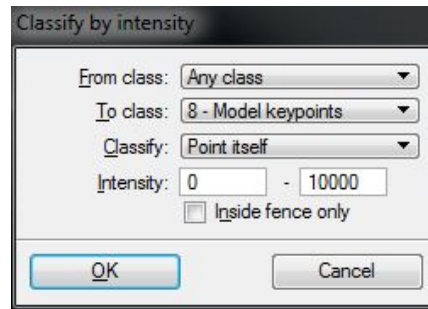 Classify by intensity
From class: Any class
To class: 8 - Model keypoints
Classify: Point itself
Intensity: 0 - 10000
Inside fence only
OK Cancel